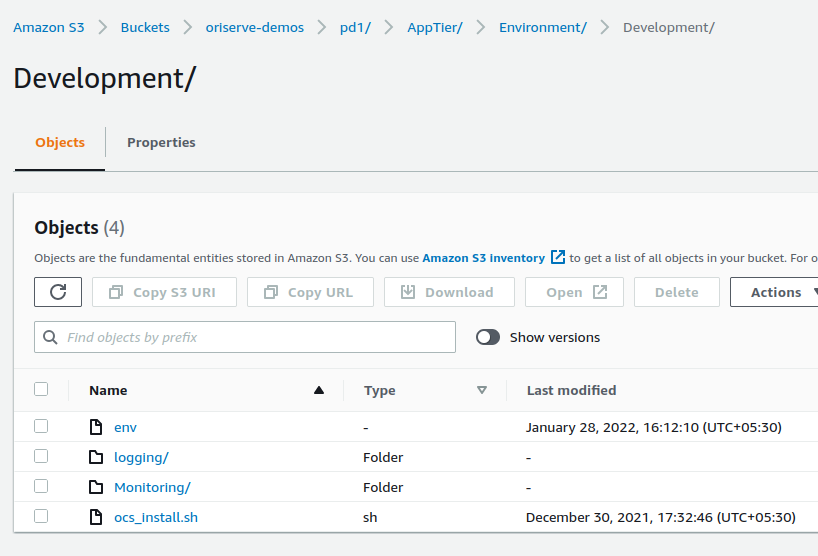 Amazon S3 > Buckets > oriserve-demos > pd1/ > AppTier/ > Environment/ > Development/
Development/
Objects Properties
Objects (4)
Objects are the fundamental entities stored in Amazon S3. You can use Amazon S3 inventory to get a list of all objects in your bucket. For o
Copy S3 URI Copy URL Download Open Delete Actions
Find objects by prefix Show versions
Name Type Last modified
env - January 28, 2022, 16:12:10 (UTC+05:30)
logging/ Folder -
Monitoring/ Folder -
ocs_install.sh sh December 30, 2021, 17:32:46 (UTC+05:30)